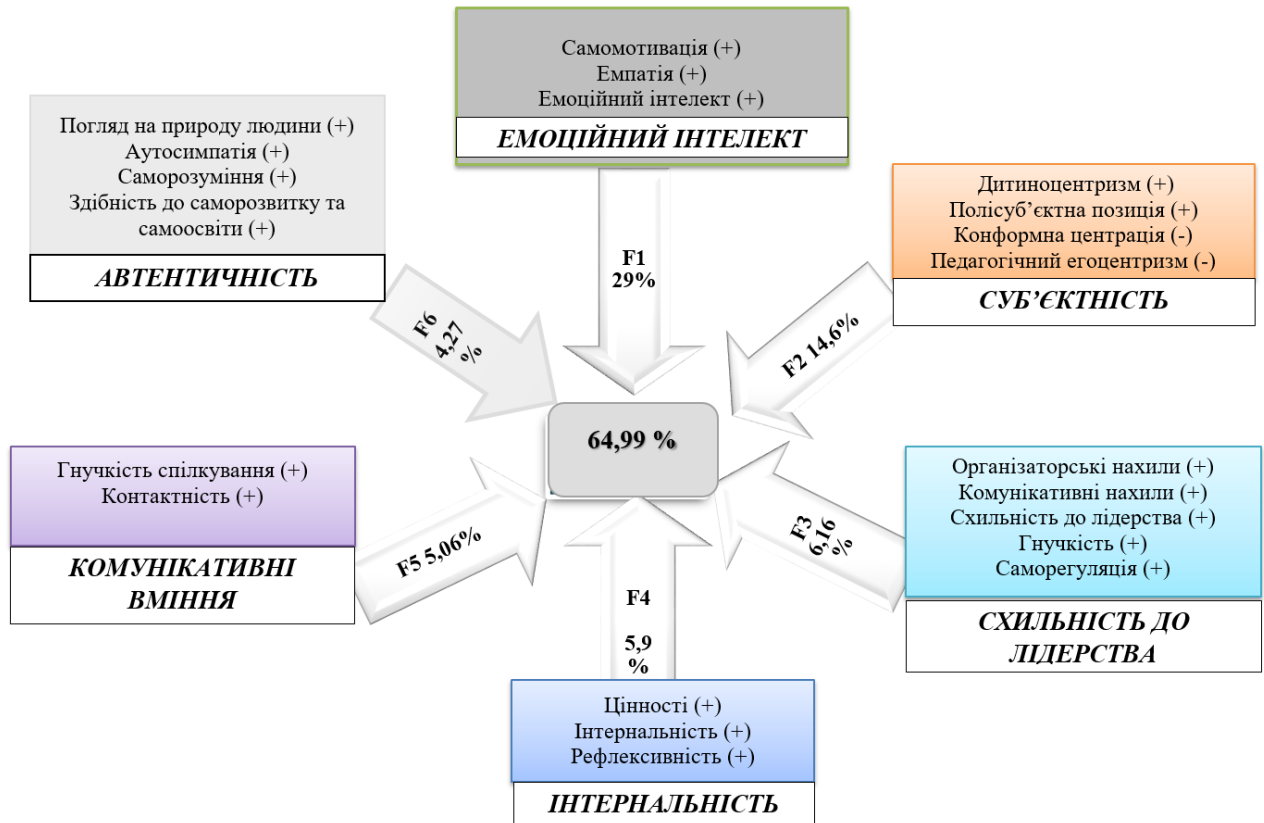 Самомотивація (+)
Емпатія (+)
Емоційний інтелект (+)
ЕМОЦІЙНИЙ ІНТЕЛЕКТ
Погляд на природу людини (+)
Аутосимпатія (+)
Саморозуміння (+)
Здібність до саморозвитку та
самоосвіти (+)
АВТЕНТИЧНІСТЬ
Дитиноцентризм (+)
Полісуб’єктна позиція (+)
Конформна центрація (-)
Педагогічний егоцентризм (-)
СУБ’ЄКТНІСТЬ
F1
29%
F6
4,27
%
F2 14,6%
64,99 %
Гнучкість спілкування (+)
Контактність (+)
КОМУНІКАТИВНІ
ВМІННЯ
F5 5,06%
F3
6,16
%
Організаторські нахили (+)
Комунікативні нахили (+)
Схильність до лідерства (+)
Гнучкість (+)
Саморегуляція (+)
СХИЛЬНІСТЬ ДО
ЛІДЕРСТВА
F4
5,9
%
Цінності (+)
Інтернальність (+)
Рефлексивність (+)
ІНТЕРНАЛЬНІСТЬ